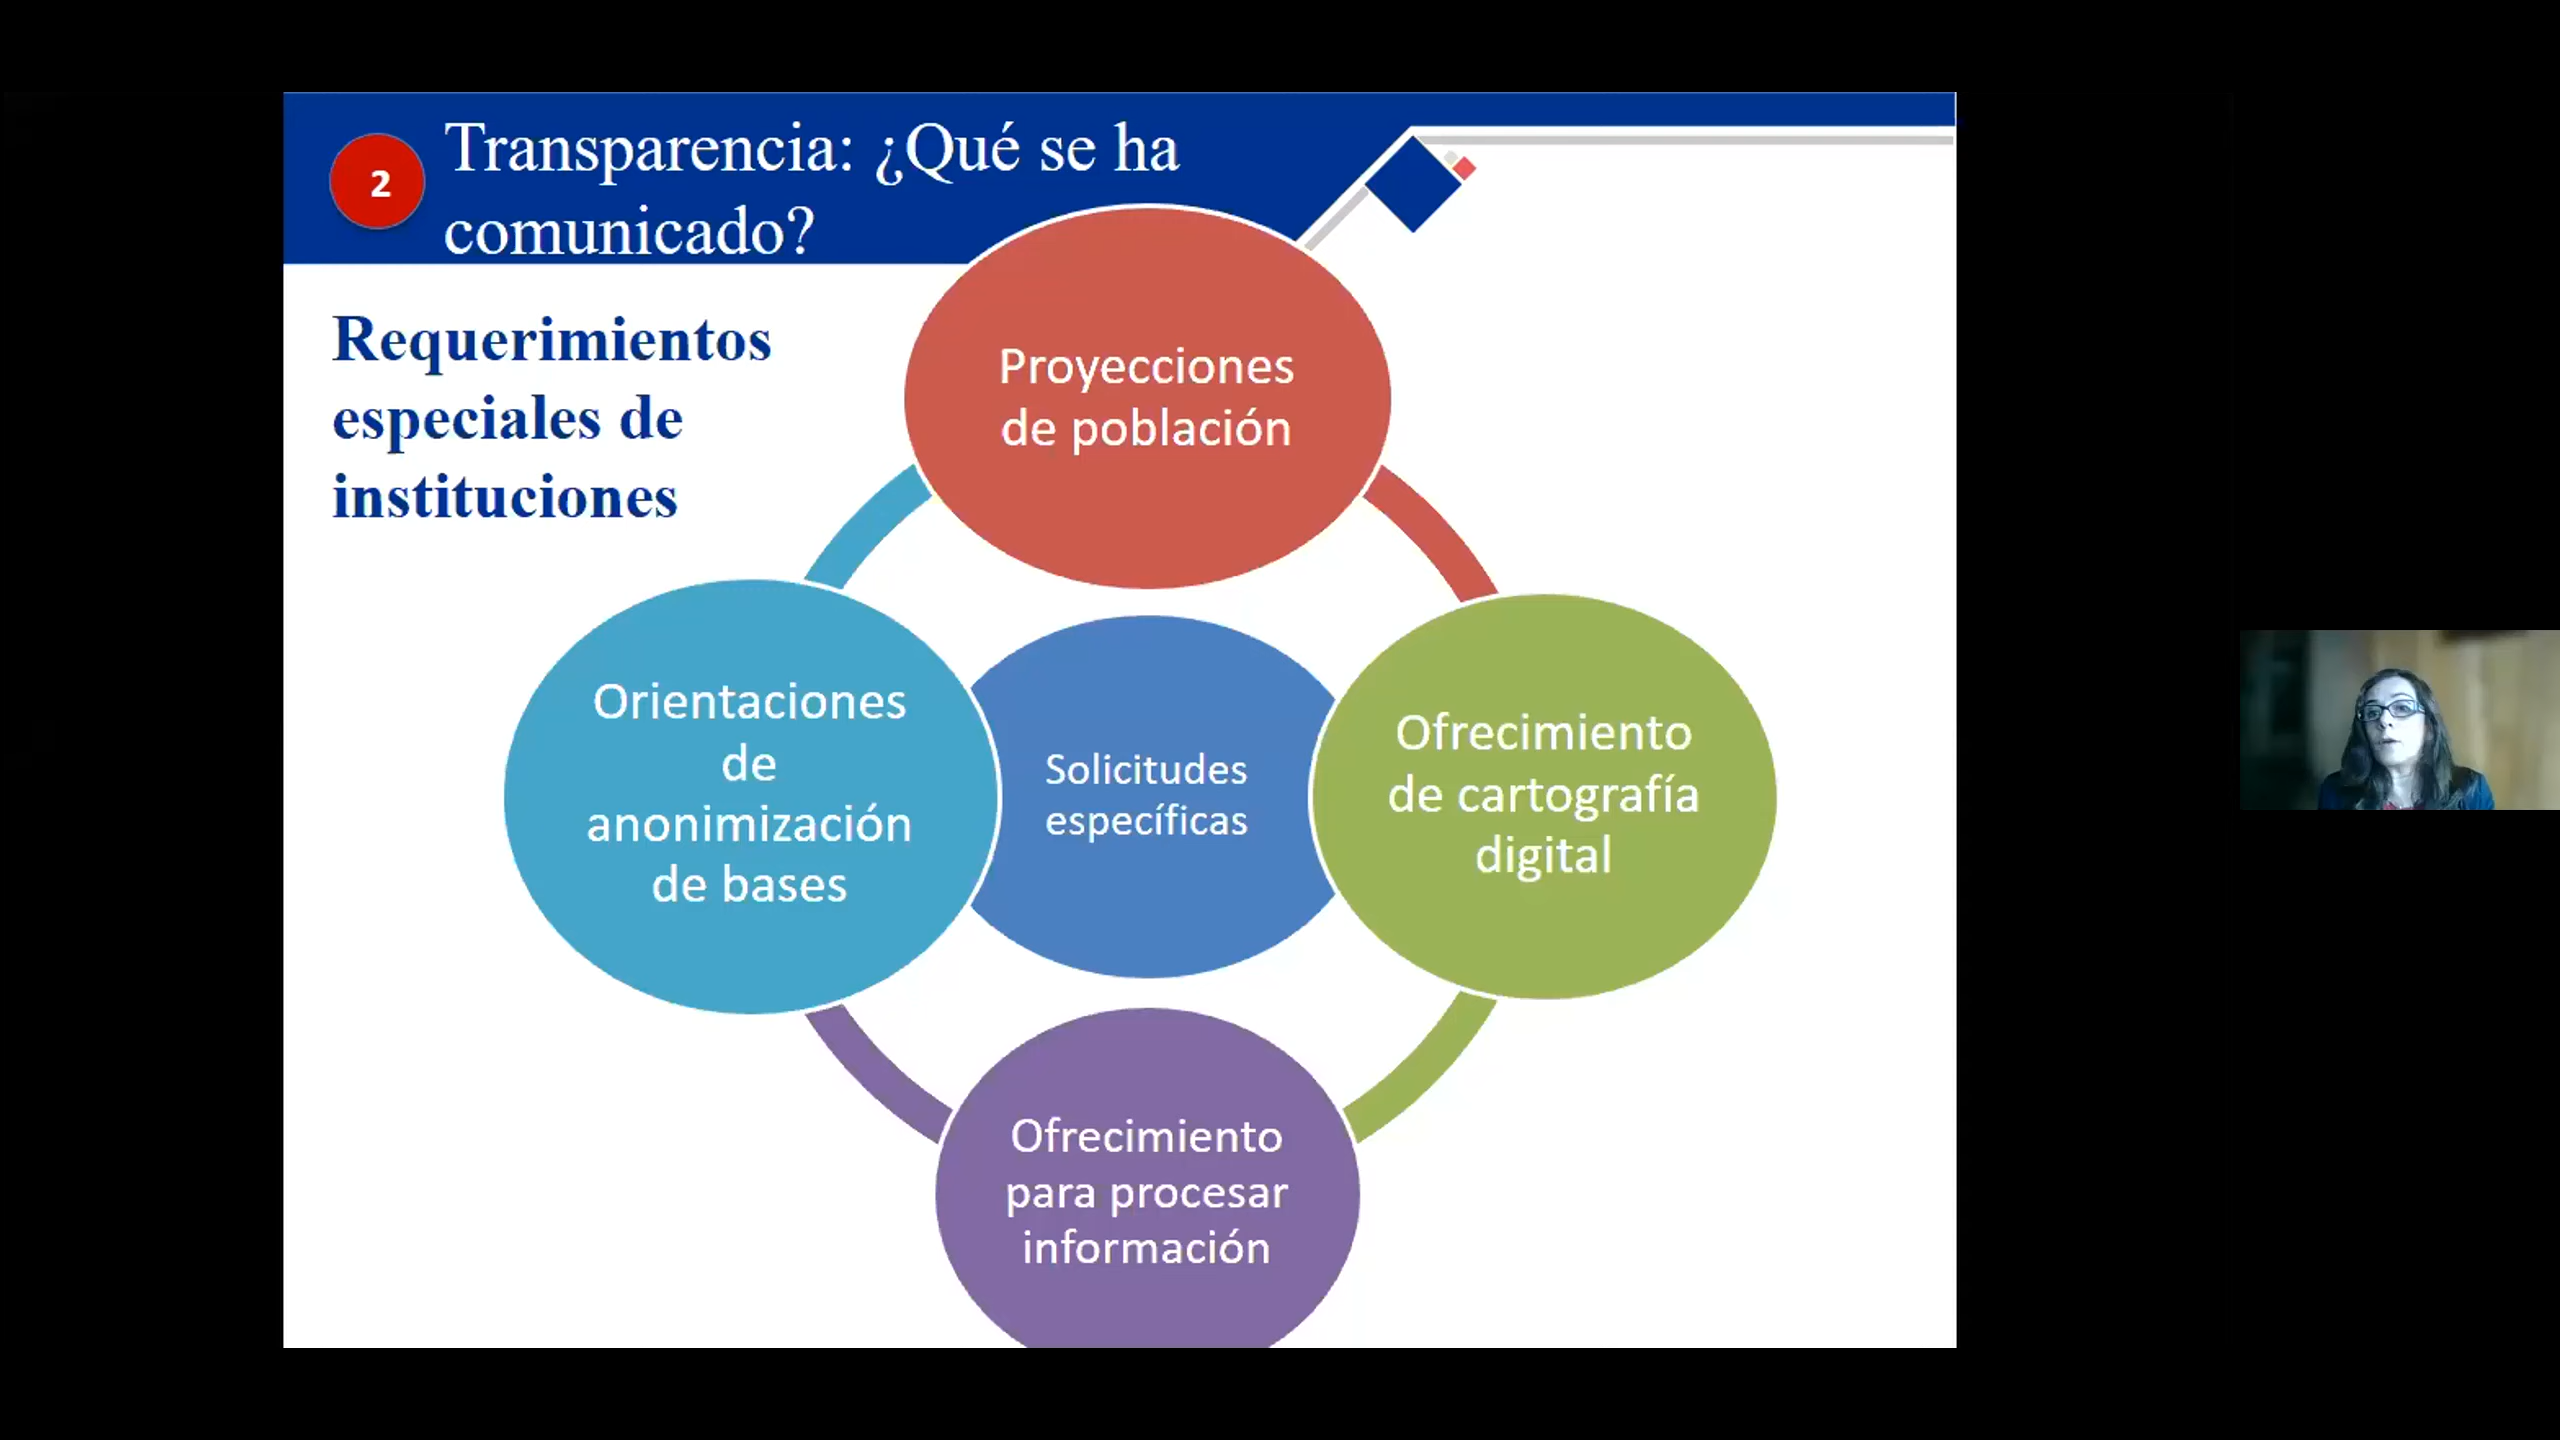 2
Transparencia: ¿Qué se ha
comunicado?
Requerimientos
especiales de
instituciones
Proyecciones
de población
Orientaciones
de
anonimización
de bases
Solicitudes
específicas
Ofrecimiento
de cartografía
digital
Ofrecimiento
para procesar
información